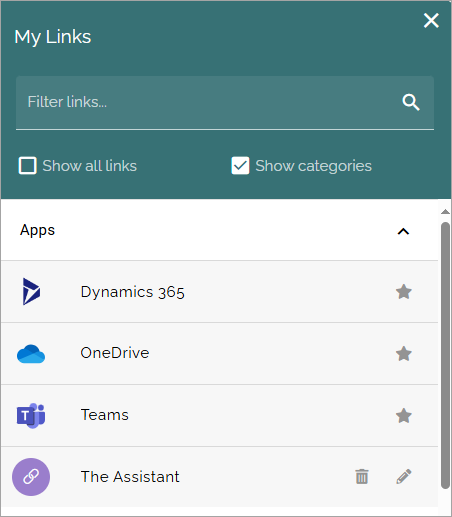 My Links
Filter links...
Show all links
Show categories
Apps
Dynamics 365
OneDrive
Teams
The Assistant